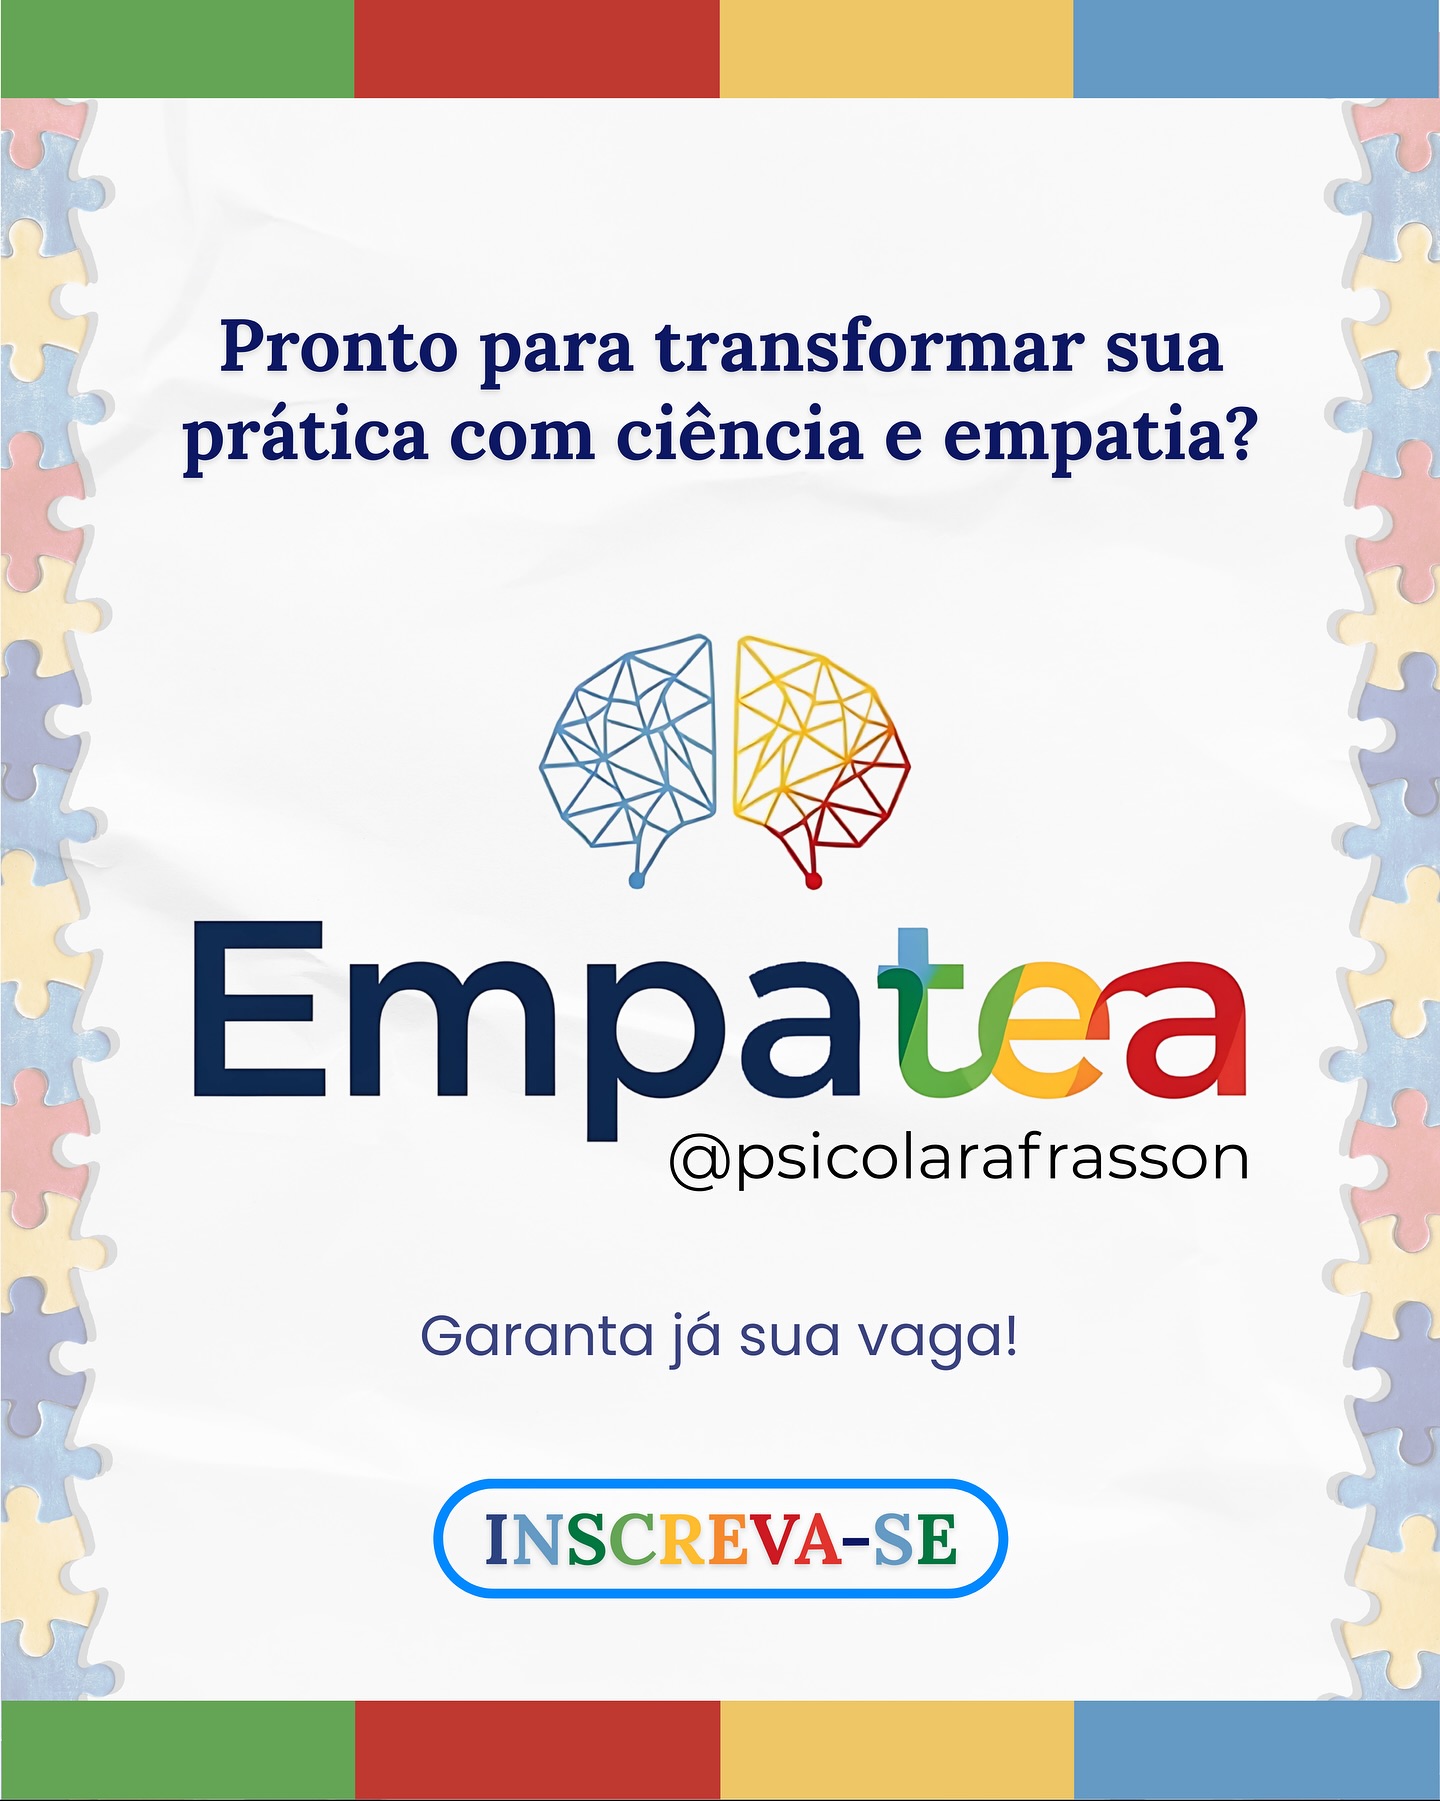 Pronto para transformar sua
prática com ciência e empatia?
Empatea
@psicolarafrasson
Garanta já sua vaga!
INSCREVA-SE